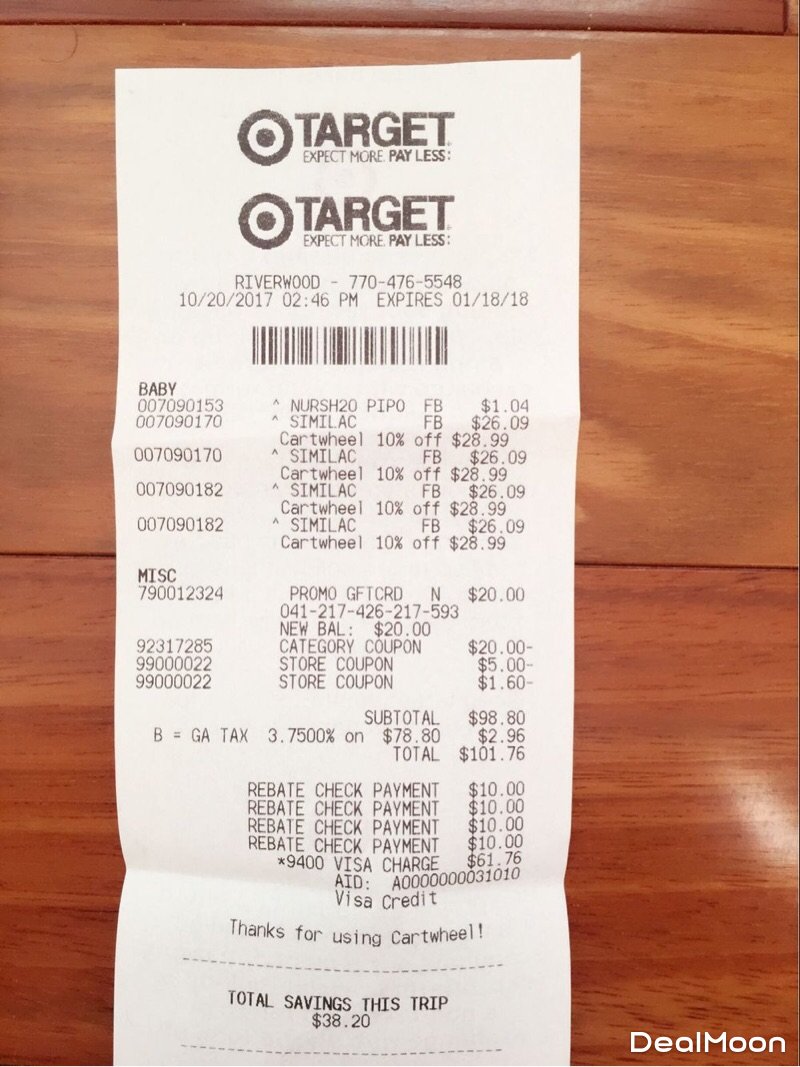 TARGET
EXPECT MORE. PAY LESS.
TARGET
EXPECT MORE. PAY LESS.
RIVERWOOD - 770-476-5548
10/20/2017 02:46 PM EXPIRES 01/18/18
BABY
007090153 ^ NURSH20 PIPO FB $1.04
007090170 ^ SIMILAC FB $26.09
Cartwheel 10% off $28.99
007090170 ^ SIMILAC FB $26.09
Cartwheel 10% off $28.99
007090182 ^ SIMILAC FB $26.09
Cartwheel 10% off $28.99
007090182 ^ SIMILAC FB $26.09
Cartwheel 10% off $28.99
MISC
790012324 PROMO GFTCRD N $20.00
041-217-426-217-593
NEW BAL: $20.00
92317285 CATEGORY COUPON $20.00-
99000022 STORE COUPON $5.00-
99000022 STORE COUPON $1.60-
SUBTOTAL $98.80
B = GA TAX 3.7500% on $78.80 $2.96
TOTAL $101.76
REBATE CHECK PAYMENT $10.00
REBATE CHECK PAYMENT $10.00
REBATE CHECK PAYMENT $10.00
REBATE CHECK PAYMENT $10.00
*9400 VISA CHARGE $61.76
AID: A0000000031010
Visa Credit
Thanks for using Cartwheel!
TOTAL SAVINGS THIS TRIP
$38.20
DealMoon